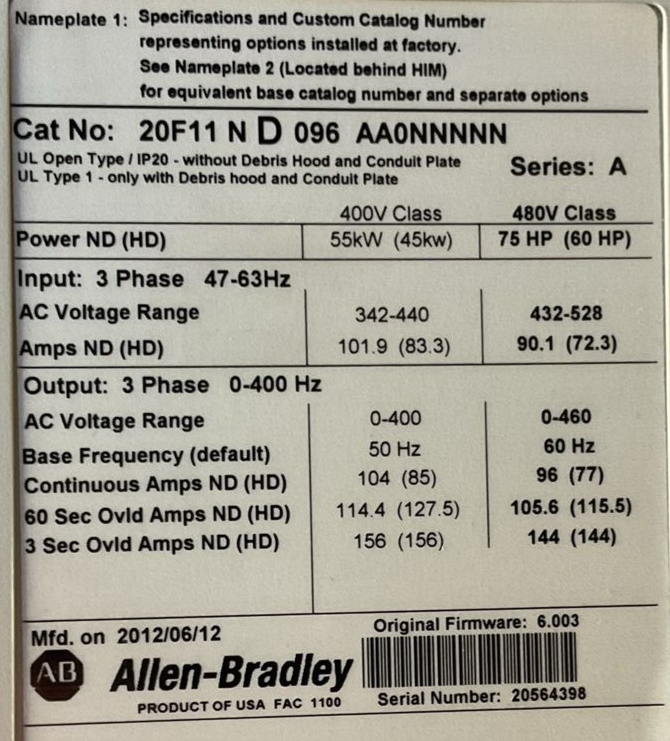 Nameplate 1: Specifications and Custom Catalog Number
representing options installed at factory.
See Nameplate 2 (Located behind HIM)
for equivalent base catalog number and separate options
Cat No: 20F11 N D 096 AA0NNNNN
UL Open Type / IP20 - without Debris Hood and Conduit Plate
UL Type 1 - only with Debris hood and Conduit Plate
Series: A
400V Class 480V Class
Power ND (HD) 55kW (45kw) 75 HP (60 HP)
Input: 3 Phase 47-63Hz
AC Voltage Range 342-440 432-528
Amps ND (HD) 101.9 (83.3) 90.1 (72.3)
Output: 3 Phase 0-400 Hz
AC Voltage Range 0-400 0-460
Base Frequency (default) 50 Hz 60 Hz
Continuous Amps ND (HD) 104 (85) 96 (77)
60 Sec Ovld Amps ND (HD) 114.4 (127.5) 105.6 (115.5)
3 Sec Ovld Amps ND (HD) 156 (156) 144 (144)
Mfd. on 2012/06/12
Original Firmware: 6.003
AB Allen-Bradley
PRODUCT OF USA FAC 1100
Serial Number: 20564398